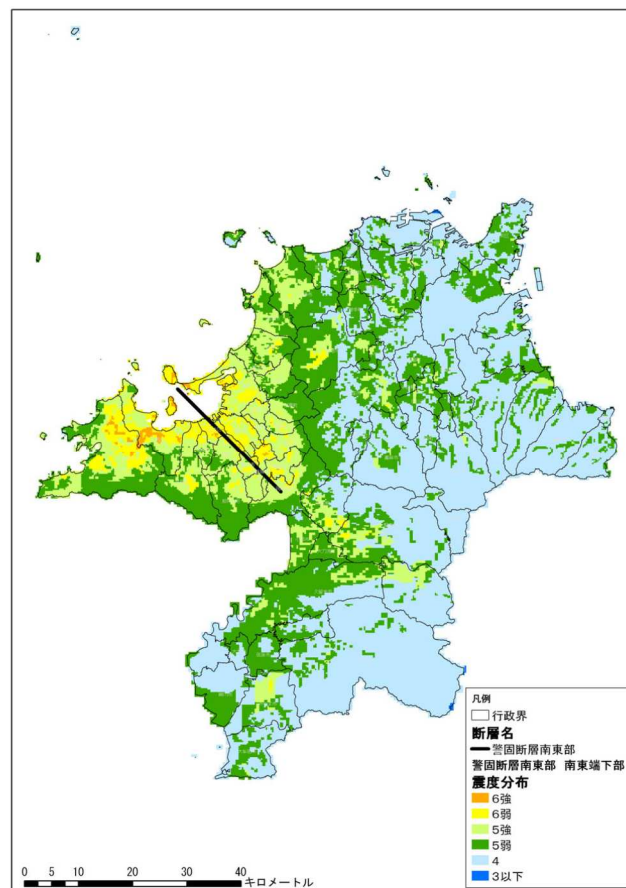 凡例
行政界
断層名
警固断層南東部
警固断層南東部 南東端下部
震度分布
6強
6弱
5強
5弱
4
3以下
0 5 10 20 30 40
キロメートル